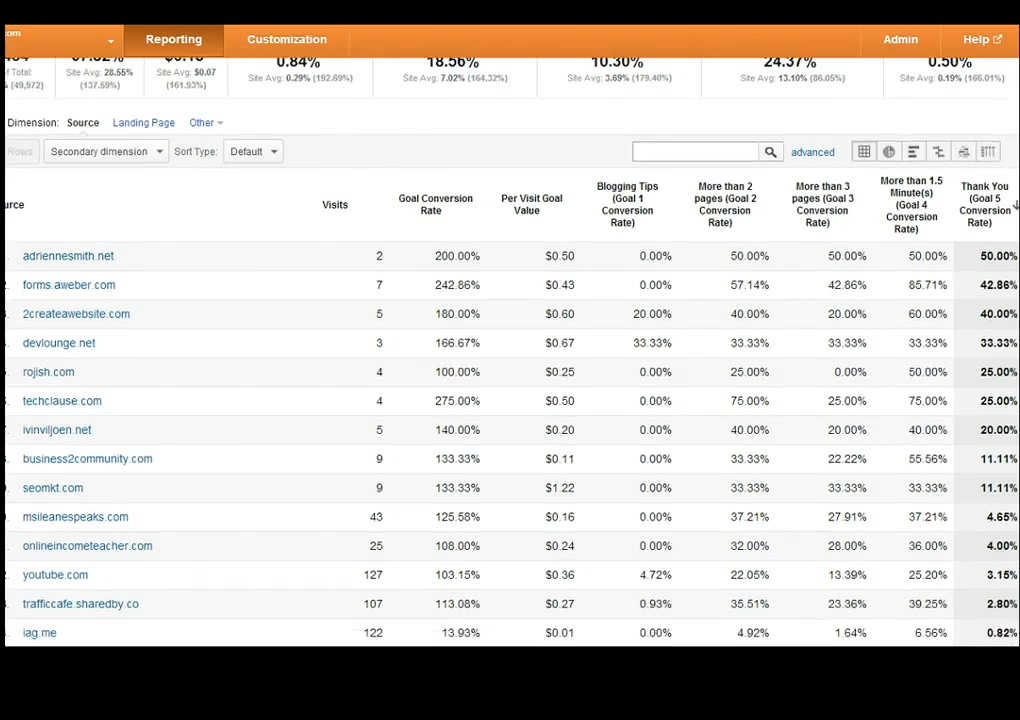 com
Reporting Customization Admin Help
0.84% 18.56% 10.30% 24.37% 0.50%
of Total Site Avg: 28.55% Site Avg: $0.07 Site Avg: 0.29% (192.69%) Site Avg: 7.02% (164.32%) Site Avg: 3.69% (179.40%) Site Avg: 13.10% (86.05%) Site Avg: 0.19% (166.01%)
(49,972) (137.59%) (161.93%)
Dimension: Source Landing Page Other
Rows Secondary dimension Sort Type: Default advanced
urce Visits Goal Conversion Rate Per Visit Goal Value Blogging Tips (Goal 1 Conversion Rate) More than 2 pages (Goal 2 Conversion Rate) More than 3 pages (Goal 3 Conversion Rate) More than 1.5 Minute(s) (Goal 4 Conversion Rate) Thank You (Goal 5 Conversion Rate)
adriennesmith.net 2 200.00% $0.50 0.00% 50.00% 50.00% 50.00% 50.00%
forms.aweber.com 7 242.86% $0.43 0.00% 57.14% 42.86% 85.71% 42.86%
2createawebsite.com 5 180.00% $0.60 20.00% 40.00% 20.00% 60.00% 40.00%
devlounge.net 3 166.67% $0.67 33.33% 33.33% 33.33% 33.33% 33.33%
rojish.com 4 100.00% $0.25 0.00% 25.00% 0.00% 50.00% 25.00%
techclause.com 4 275.00% $0.50 0.00% 75.00% 25.00% 75.00% 25.00%
ivinviljoen.net 5 140.00% $0.20 0.00% 40.00% 20.00% 40.00% 20.00%
business2community.com 9 133.33% $0.11 0.00% 33.33% 22.22% 55.56% 11.11%
seomkt.com 9 133.33% $1.22 0.00% 33.33% 33.33% 33.33% 11.11%
msileanespeaks.com 43 125.58% $0.16 0.00% 37.21% 27.91% 37.21% 4.65%
onlineincometeacher.com 25 108.00% $0.24 0.00% 32.00% 28.00% 36.00% 4.00%
youtube.com 127 103.15% $0.36 4.72% 22.05% 13.39% 25.20% 3.15%
trafficcafe.sharedby.co 107 113.08% $0.27 0.93% 35.51% 23.36% 39.25% 2.80%
iag.me 122 13.93% $0.01 0.00% 4.92% 1.64% 6.56% 0.82%